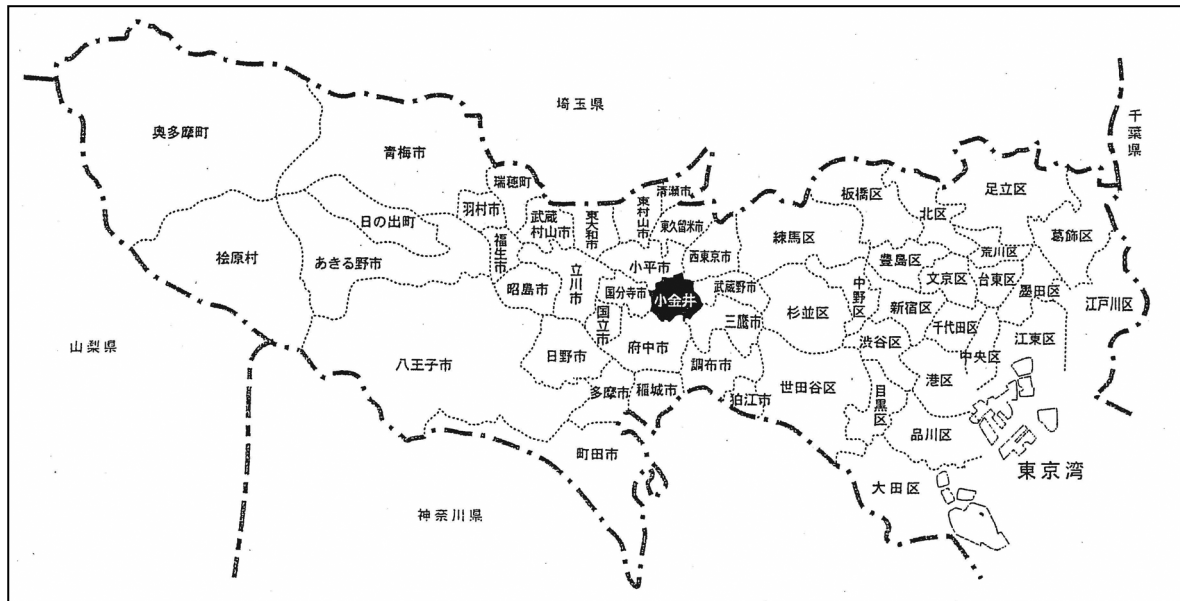 埼玉県
千葉県
奥多摩町
青梅市
瑞穂町
清瀬市
板橋区
足立区
羽村市
武蔵
村山市
東大和市
東村山市
東久留米市
北区
日の出町
練馬区
葛飾区
福生市
小平市
西東京市
豊島区
荒川区
桧原村
あきる野市
昭島市
立川市
国分寺市
小金井
武蔵野市
中野区
文京区
台東区
墨田区
国立市
三鷹市
杉並区
新宿区
江戸川区
千代田区
江東区
山梨県
八王子市
日野市
府中市
調布市
渋谷区
中央区
多摩市
稲城市
狛江市
世田谷区
目黒区
港区
町田市
品川区
東京湾
大田区
神奈川県